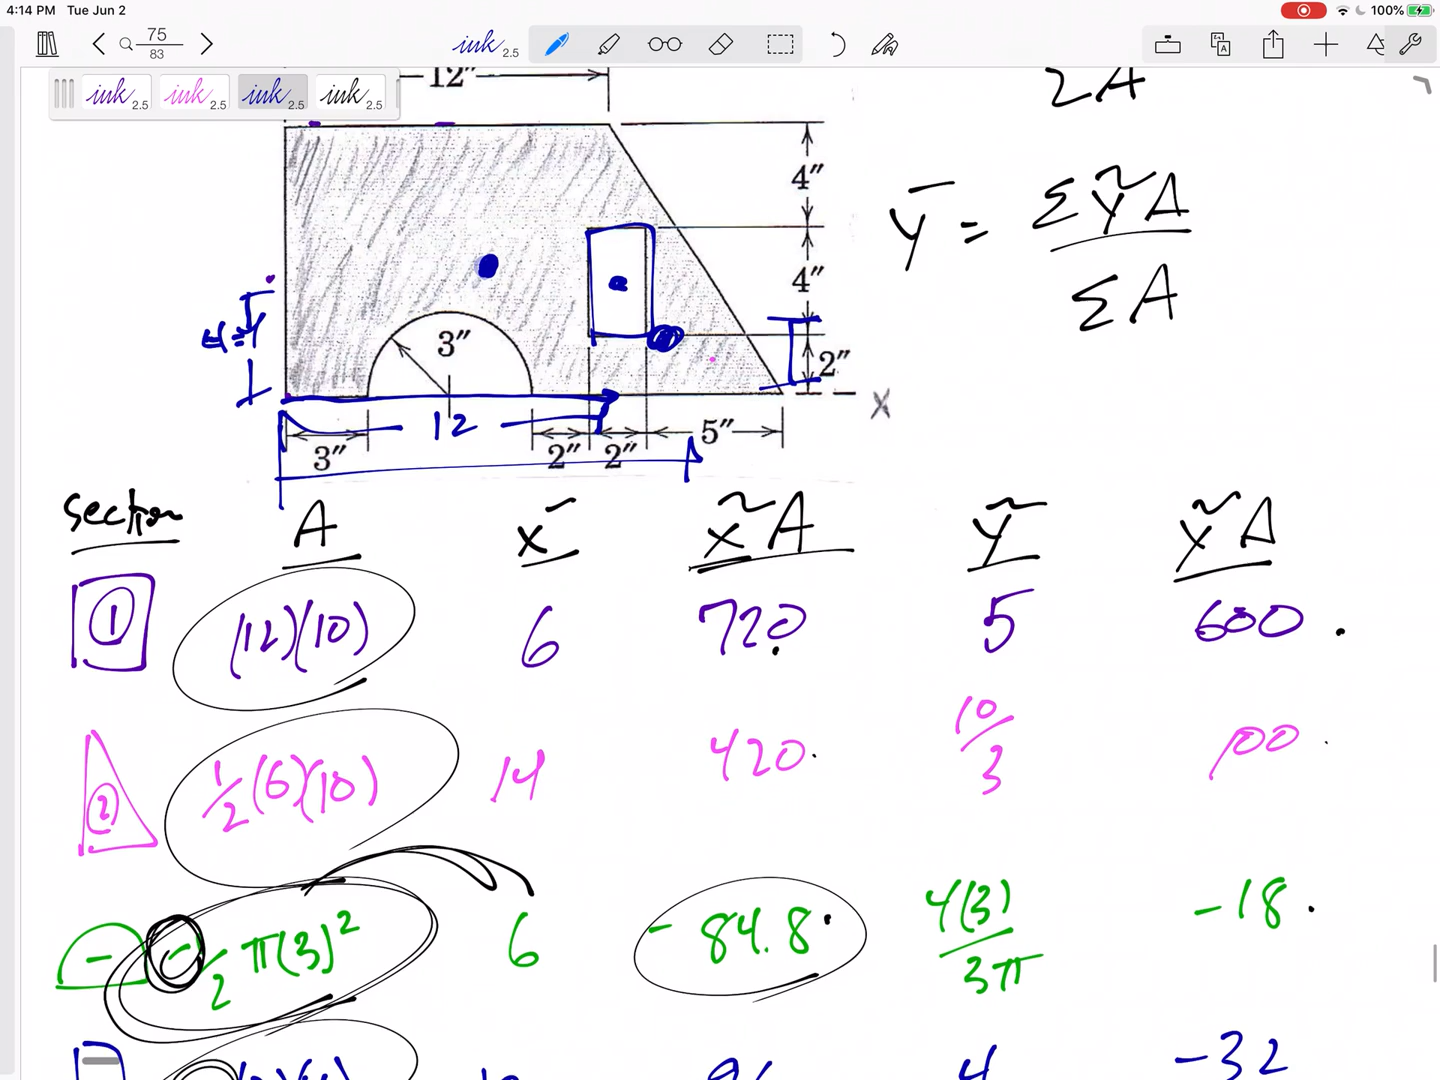 4:14 PM Tue Jun 2
100%
75
83
ink 2.5
ink 2.5
ink 2.5
ink 2.5
ink 2.5
12"
ΣA
4"
ȳ = ΣỹA
ΣA
4"
3"
2"
X
12
3"
2"
2"
5"
section A x̄ x̃A ỹ ỹA
① (12)(10) 6 720 5 600
② 1/2(6)(10) 14 420 10/3 100
- -1/2 π(3)² 6 -84.8 4(3)/3π -18
4 -32